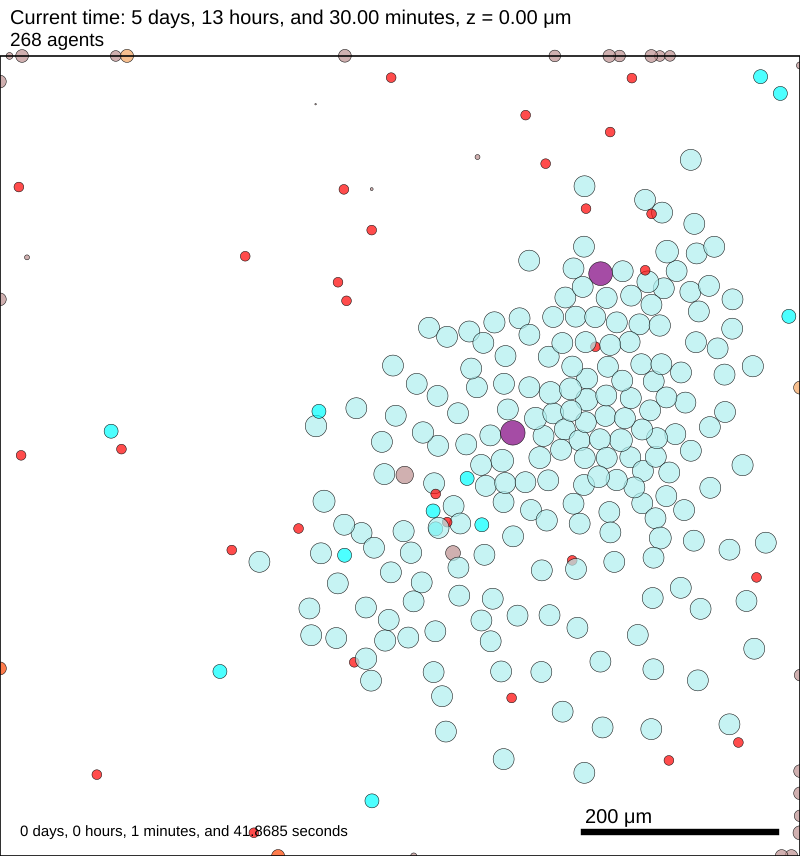 Current time: 5 days, 13 hours, and 30.00 minutes, z = 0.00 μm
268 agents
200 μm
0 days, 0 hours, 1 minutes, and 41.8685 seconds